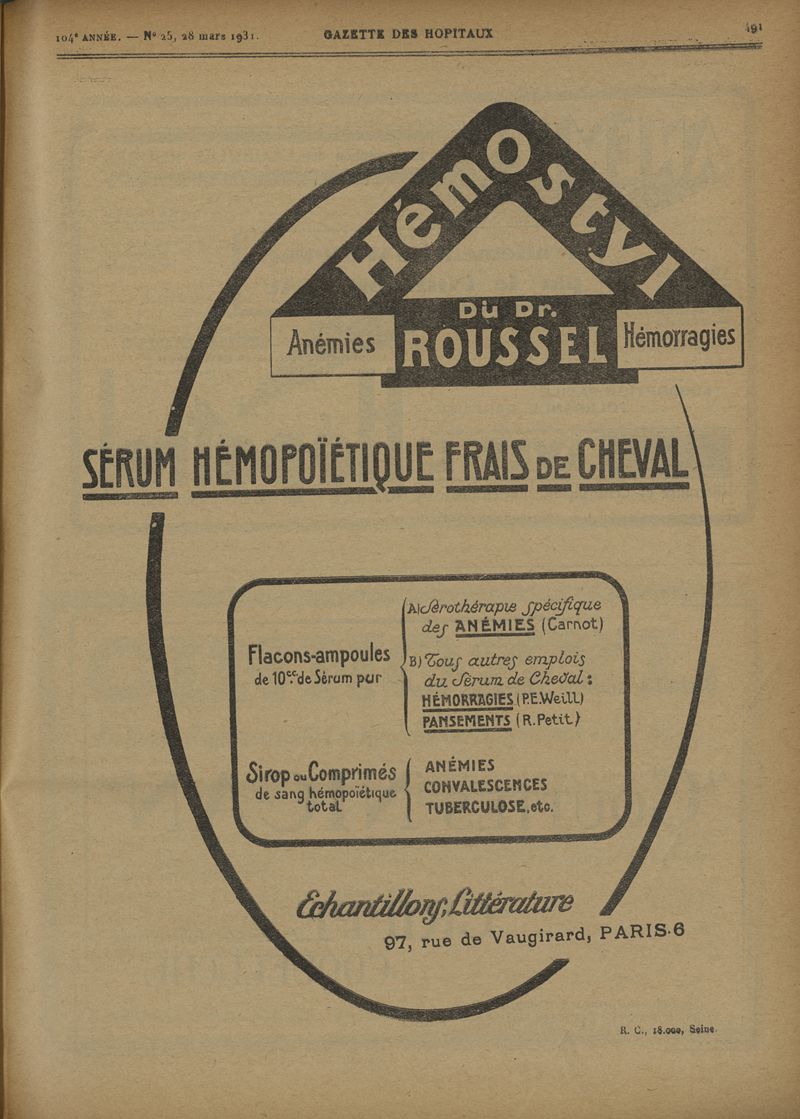 104ᵉ ANNÉE. — Nº 25, 28 mars 1931.
GAZETTE DES HOPITAUX
491
Hémostyl
Du Dr.
ROUSSEL
Anémies
Hémorragies
SÉRUM HÉMOPOÏÉTIQUE FRAIS DE CHEVAL
Flacons-ampoules
de 10cc. de Sérum pur
A) Sérothérapie Spécifique
des ANÉMIES (Carnot)
B) Tous autres emplois
du Sérum de Cheval :
HÉMORRAGIES (P.E.Weill)
PANSEMENTS (R.Petit)
Sirop ou Comprimés
de sang hémopoïétique
total
ANÉMIES
CONVALESCENCES
TUBERCULOSE, etc.
Échantillons, Littérature
97, rue de Vaugirard, PARIS-6
R. C., 18.000, Seine.